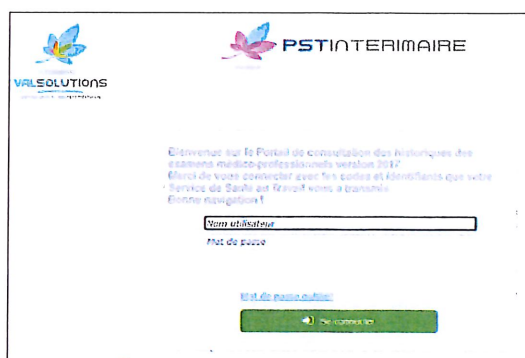 PSTINTERIMAIRE
VALSOLUTIONS
Bienvenue sur le Portail de consultation des historiques des
examens médico-professionnels version 2017
Merci de vous connecter avec les codes et identifiants que votre
Service de Santé au Travail vous a transmis
Bonne navigation !
Nom utilisateur
Mot de passe
Mot de passe oublié
Se connecter